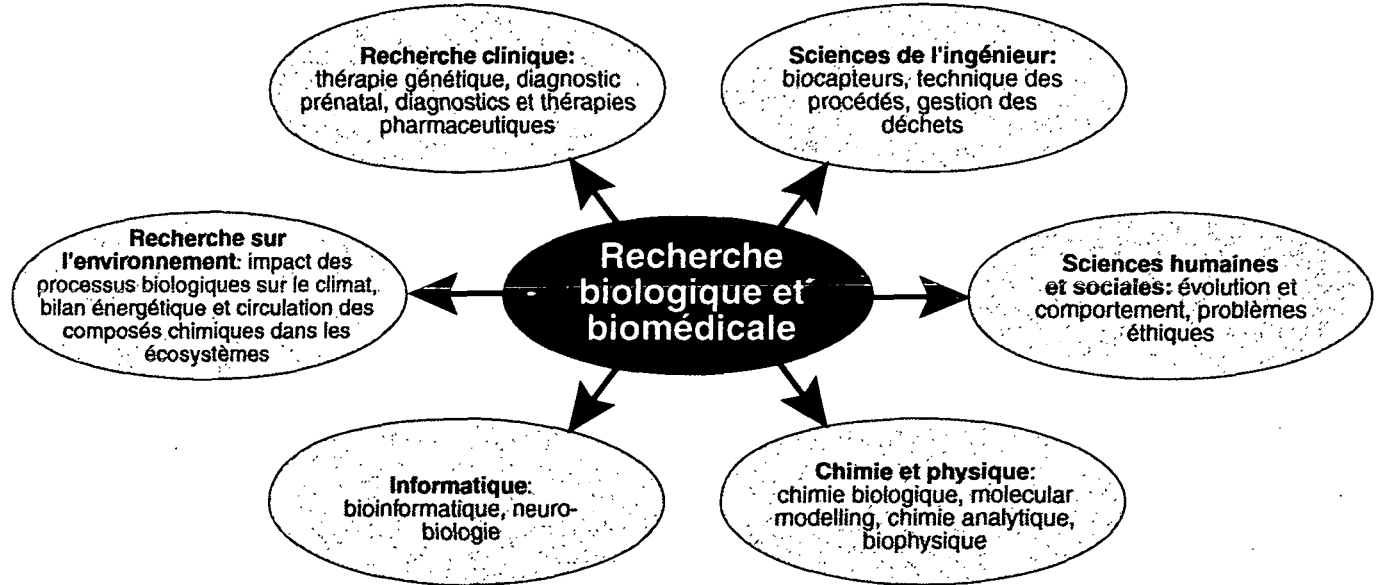 Recherche clinique:
thérapie génétique, diagnostic
prénatal, diagnostics et thérapies
pharmaceutiques
Sciences de l'ingénieur:
biocapteurs, technique des
procédés, gestion des
déchets
Recherche sur
l'environnement: impact des
processus biologiques sur le climat,
bilan énergétique et circulation des
composés chimiques dans les
écosystèmes
Recherche
biologique et
biomédicale
Sciences humaines
et sociales: évolution et
comportement, problèmes
éthiques
Informatique:
bioinformatique, neuro-
biologie
Chimie et physique:
chimie biologique, molecular
modelling, chimie analytique,
biophysique